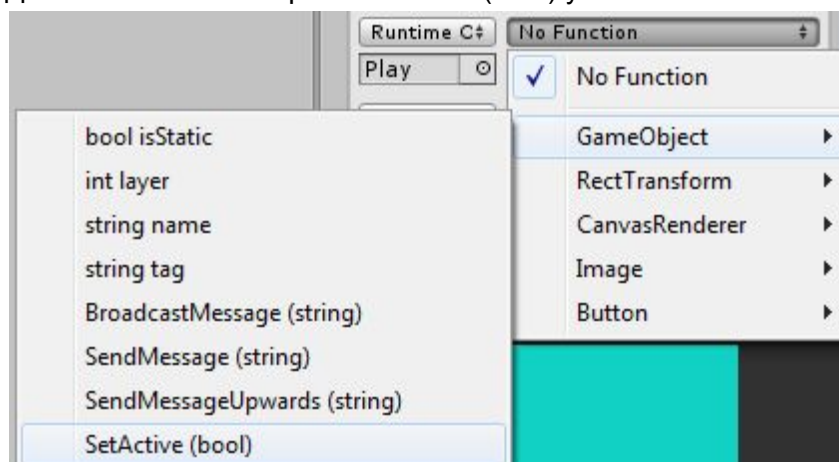 Runtime C
No Function
Play
No Function
GameObject
RectTransform
CanvasRenderer
Image
Button
bool isStatic
int layer
string name
string tag
BroadcastMessage (string)
SendMessage (string)
SendMessageUpwards (string)
SetActive (bool)